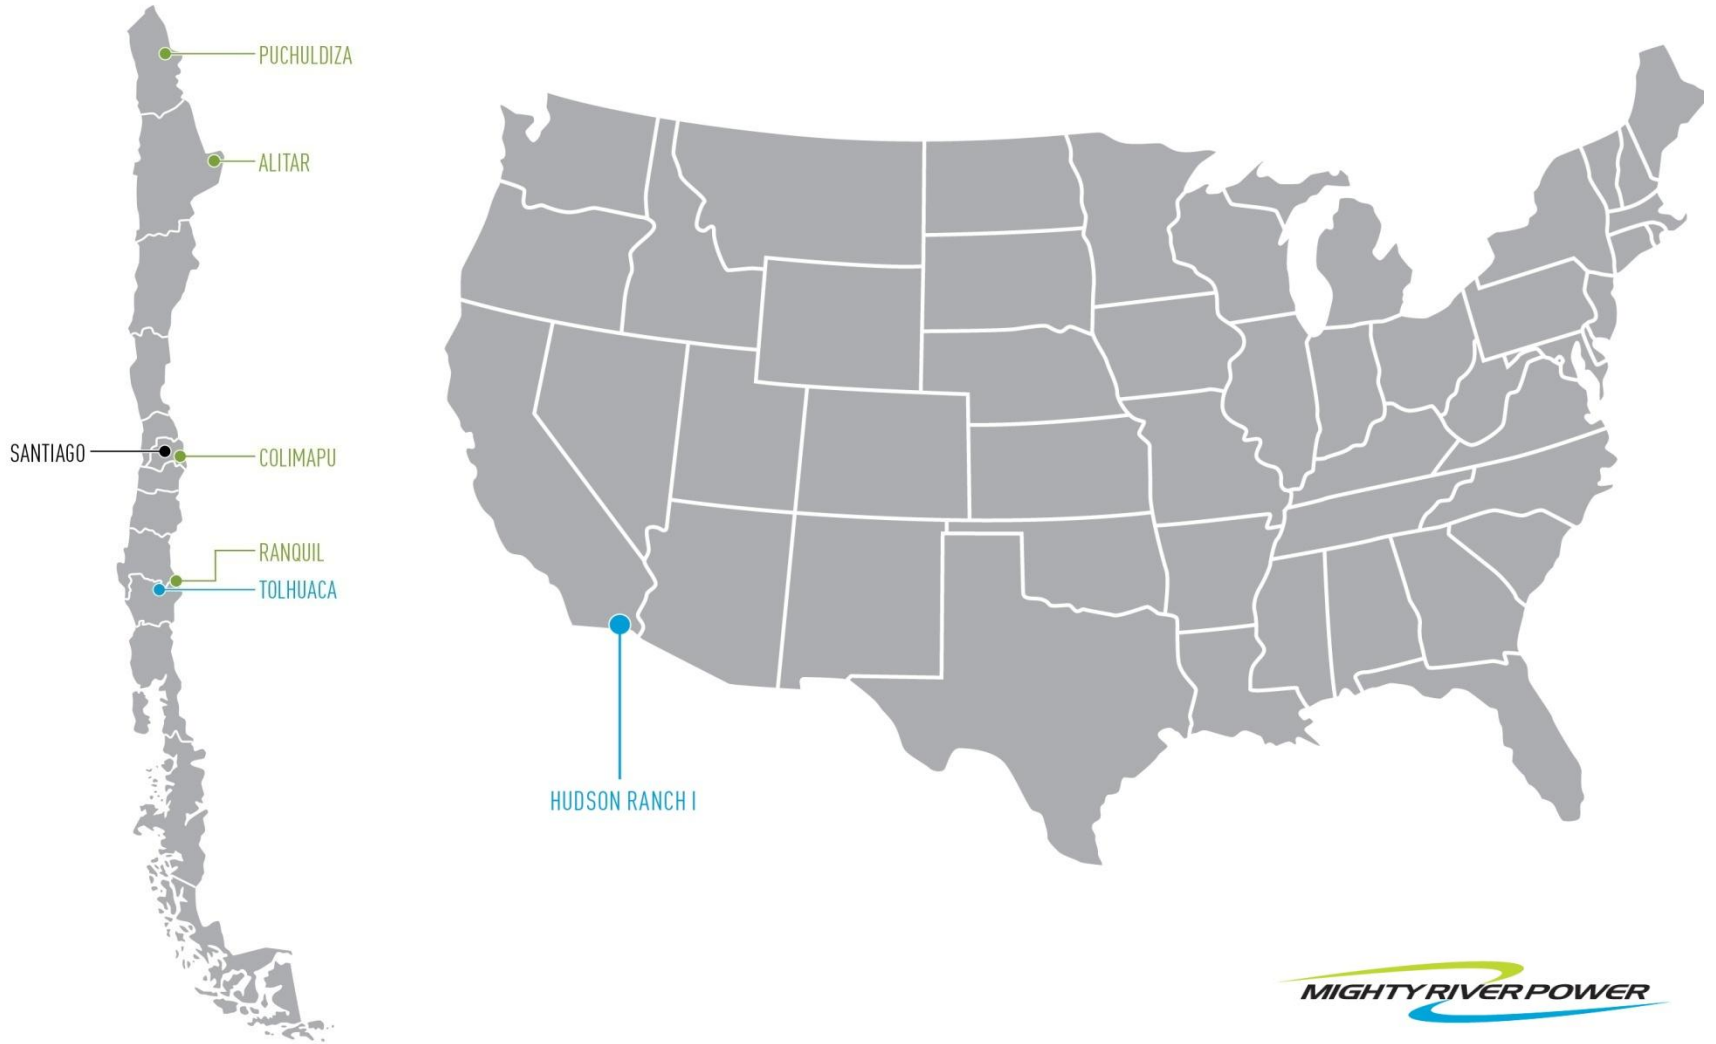 PUCHULDIZA
ALITAR
SANTIAGO
COLIMAPU
RANQUIL
TOLHUACA
HUDSON RANCH I
MIGHTY RIVER POWER